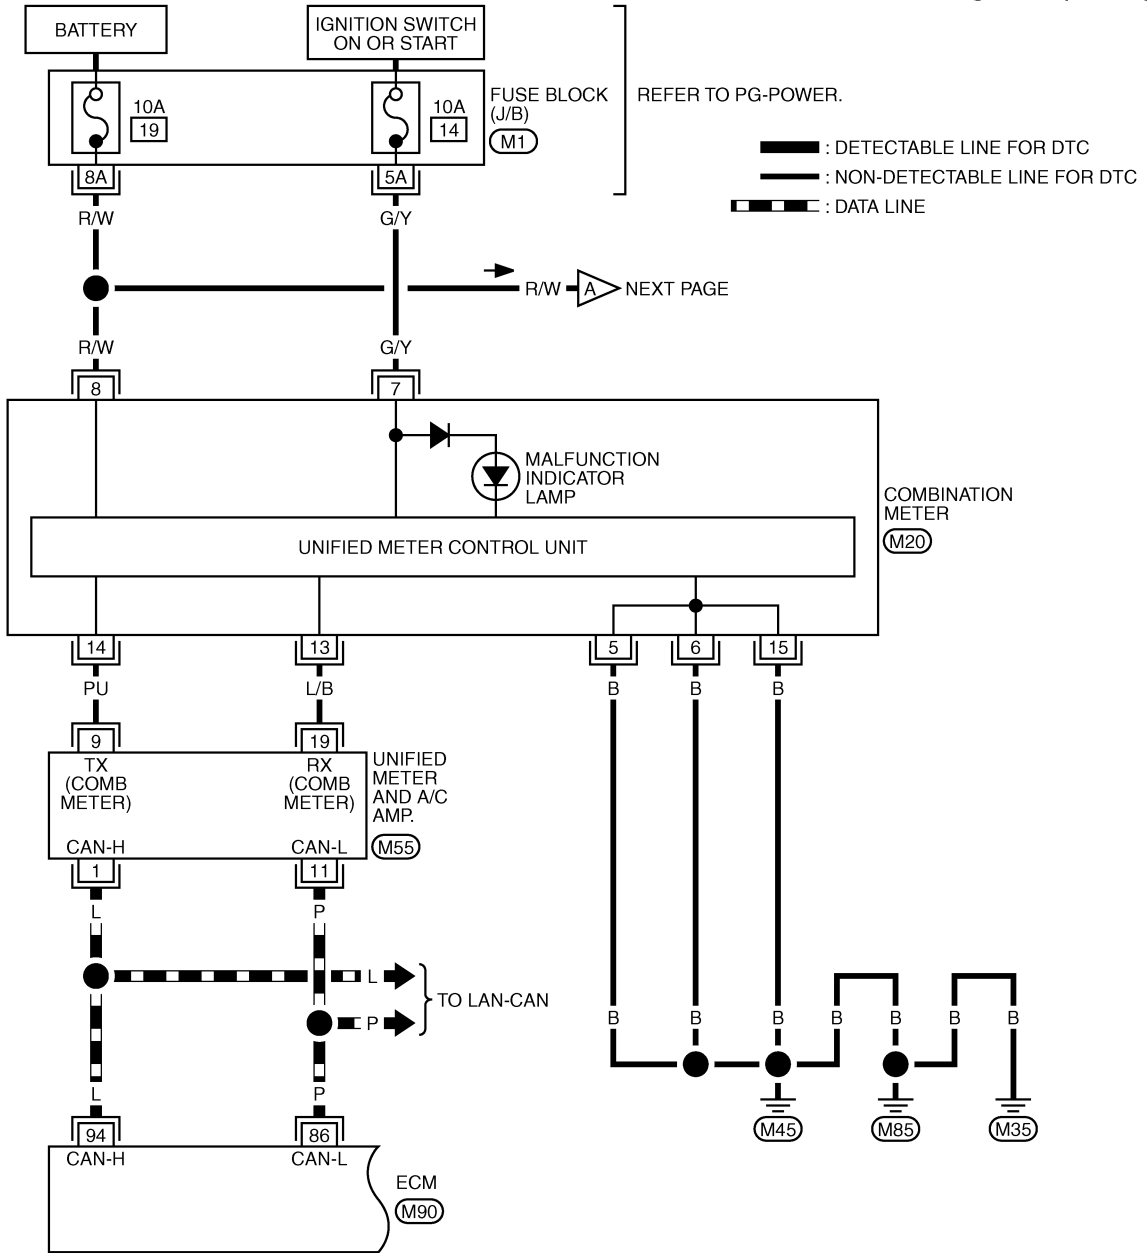 BATTERY
IGNITION SWITCH
ON OR START
10A
19
10A
14
FUSE BLOCK
(J/B)
M1
REFER TO PG-POWER.
: DETECTABLE LINE FOR DTC
: NON-DETECTABLE LINE FOR DTC
: DATA LINE
8A
5A
R/W
G/Y
R/W
A
NEXT PAGE
R/W
G/Y
8
7
MALFUNCTION
INDICATOR
LAMP
COMBINATION
METER
M20
UNIFIED METER CONTROL UNIT
14
13
5
6
15
PU
L/B
B
B
B
9
19
TX
(COMB
METER)
RX
(COMB
METER)
UNIFIED
METER
AND A/C
AMP.
M55
CAN-H
CAN-L
1
11
L
P
L
P
TO LAN-CAN
B
B
B
B
B
B
B
L
P
94
86
M45
M85
M35
CAN-H
CAN-L
ECM
M90